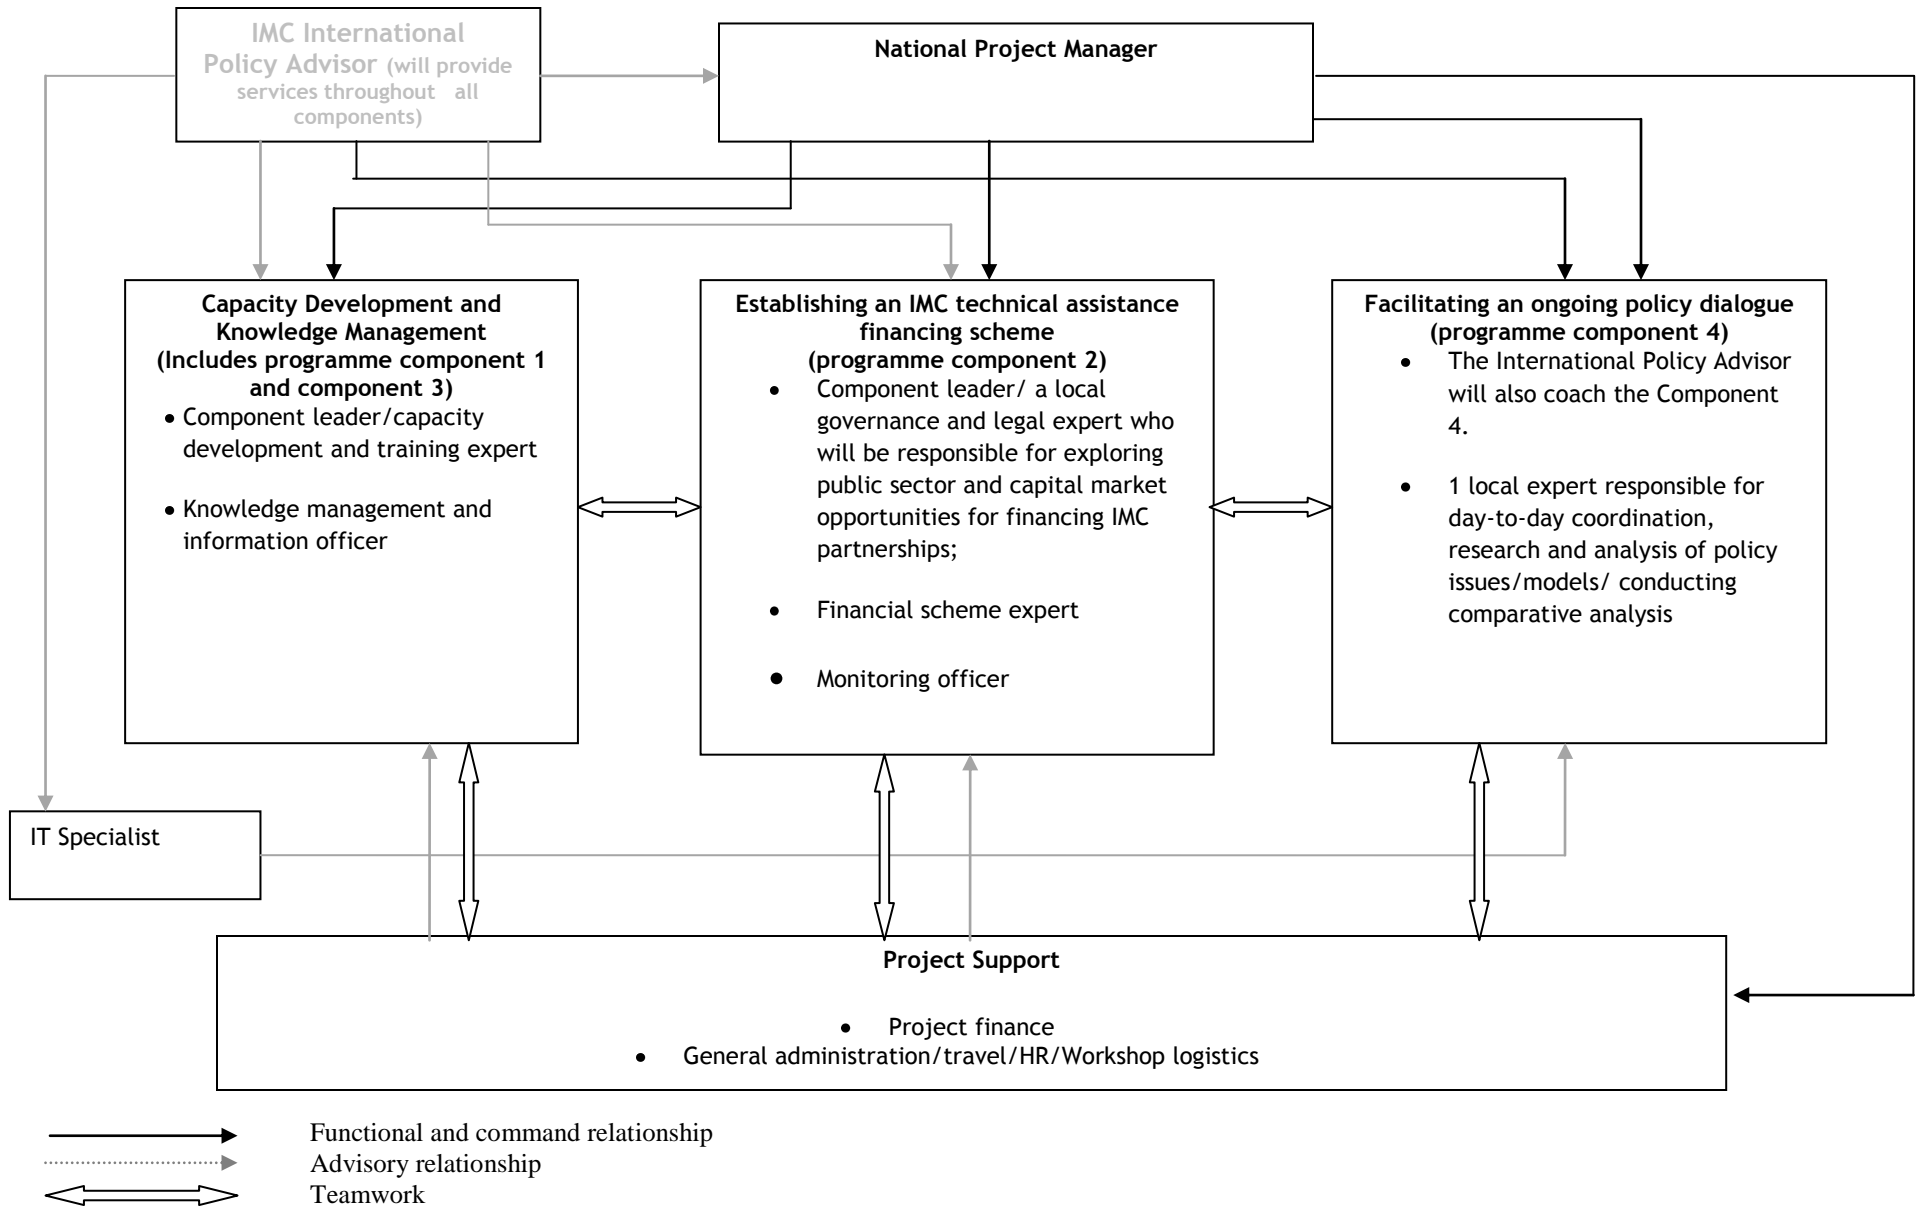 IMC International
Policy Advisor (will provide
services throughout all
components)
National Project Manager
Capacity Development and
Knowledge Management
(Includes programme component 1
and component 3)
• Component leader/capacity
development and training expert
• Knowledge management and
information officer
Establishing an IMC technical assistance
financing scheme
(programme component 2)
• Component leader/ a local
governance and legal expert who
will be responsible for exploring
public sector and capital market
opportunities for financing IMC
partnerships;
• Financial scheme expert
• Monitoring officer
Facilitating an ongoing policy dialogue
(programme component 4)
• The International Policy Advisor
will also coach the Component
4.
• 1 local expert responsible for
day-to-day coordination,
research and analysis of policy
issues/models/ conducting
comparative analysis
IT Specialist
Project Support
• Project finance
• General administration/travel/HR/Workshop logistics
Functional and command relationship
Advisory relationship
Teamwork